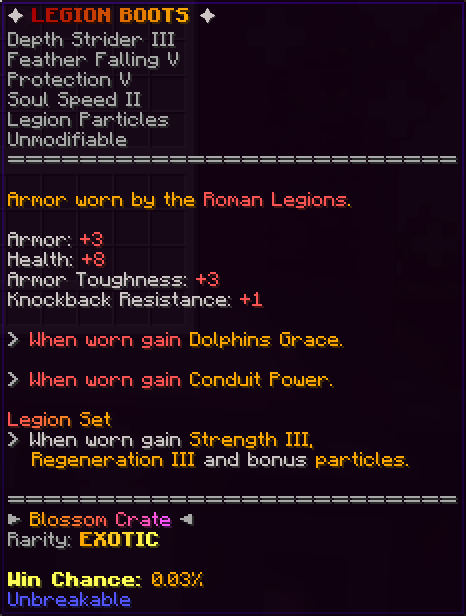 ✦ LEGION BOOTS ✦
Depth Strider III
Feather Falling V
Protection V
Soul Speed II
Legion Particles
Unmodifiable
================================
Armor worn by the Roman Legions.
Armor: +3
Health: +8
Armor Toughness: +3
Knockback Resistance: +1
> When worn gain Dolphins Grace.
> When worn gain Conduit Power.
Legion Set
> When worn gain Strength III,
Regeneration III and bonus particles.
================================
► Blossom Crate ◄
Rarity: EXOTIC
Win Chance: 0.03%
Unbreakable